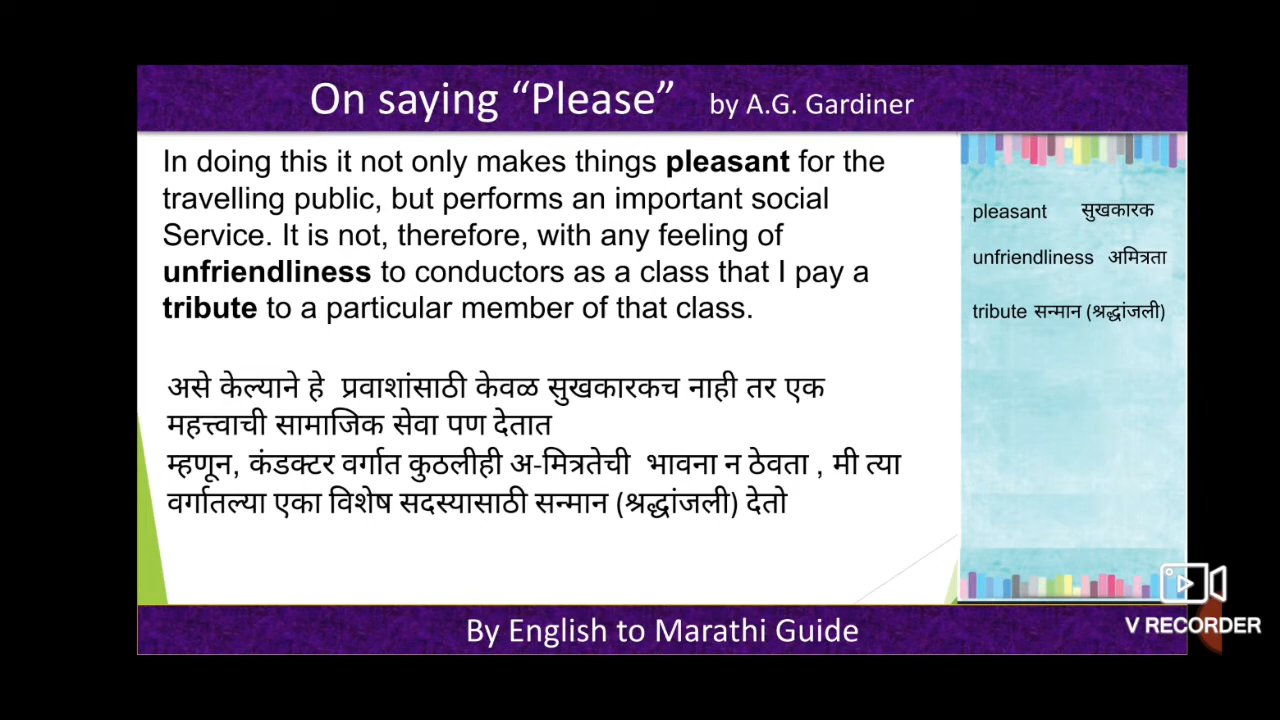 On saying “Please” by A.G. Gardiner
In doing this it not only makes things pleasant for the
travelling public, but performs an important social
Service. It is not, therefore, with any feeling of
unfriendliness to conductors as a class that I pay a
tribute to a particular member of that class.
असे केल्याने हे प्रवाशांसाठी केवळ सुखकारकच नाही तर एक
महत्त्वाची सामाजिक सेवा पण देतात
म्हणून, कंडक्टर वर्गात कुठलीही अ-मित्रतेची भावना न ठेवता , मी त्या
वर्गातल्या एका विशेष सदस्यासाठी सन्मान (श्रद्धांजली) देतो
pleasant सुखकारक
unfriendliness अमित्रता
tribute सन्मान (श्रद्धांजली)
By English to Marathi Guide
V RECORDER